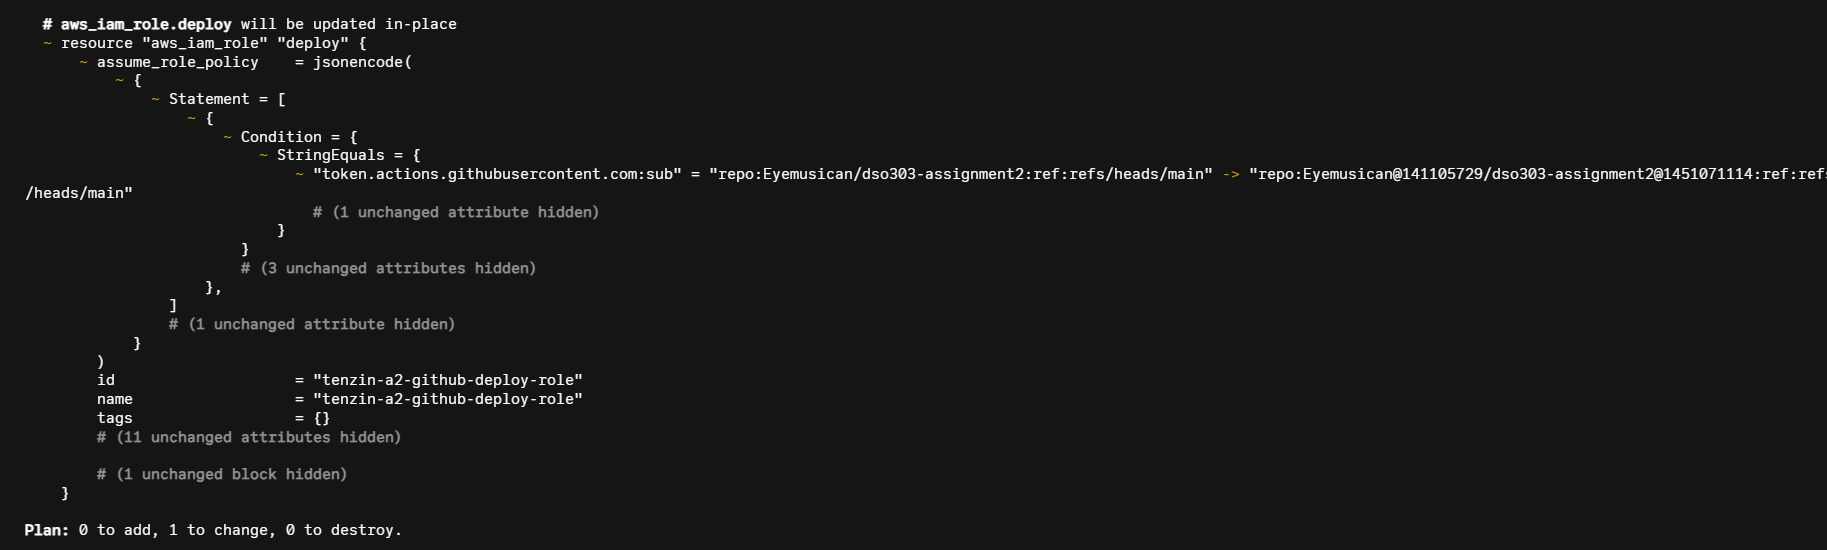 # aws_iam_role.deploy will be updated in-place
~ resource "aws_iam_role" "deploy" {
~ assume_role_policy    = jsonencode(
~ {
~ Statement = [
~ {
~ Condition = {
~ StringEquals = {
~ "token.actions.githubusercontent.com:sub" = "repo:Eyemusican/dso303-assignment2:ref:refs/heads/main" -> "repo:Eyemusican@141105729/dso303-assignment2@1451071114:ref:refs
/heads/main"
# (1 unchanged attribute hidden)
}
}
# (3 unchanged attributes hidden)
},
]
# (1 unchanged attribute hidden)
}
)
id                    = "tenzin-a2-github-deploy-role"
name                  = "tenzin-a2-github-deploy-role"
tags                  = {}
# (11 unchanged attributes hidden)
# (1 unchanged block hidden)
}
Plan: 0 to add, 1 to change, 0 to destroy.